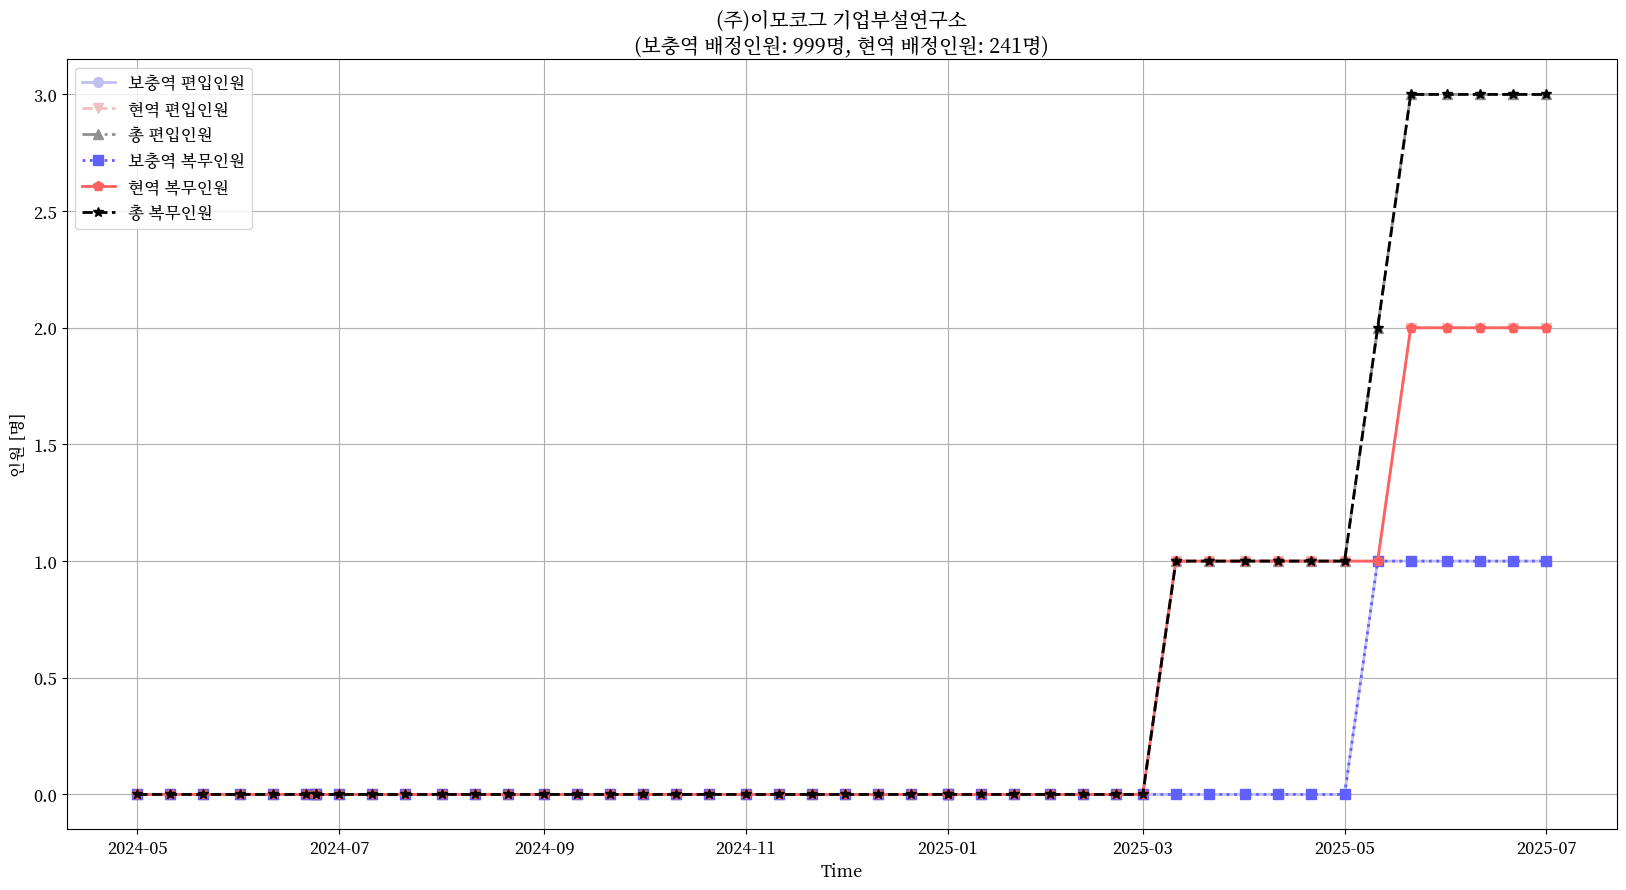 (주)이모코그 기업부설연구소
(보충역 배정인원: 999명, 현역 배정인원: 241명)
보충역 편입인원
현역 편입인원
총 편입인원
보충역 복무인원
현역 복무인원
총 복무인원
3.0
2.5
2.0
1.5
1.0
0.5
0.0
인원 [명]
2024-05
2024-07
2024-09
2024-11
2025-01
2025-03
2025-05
2025-07
Time